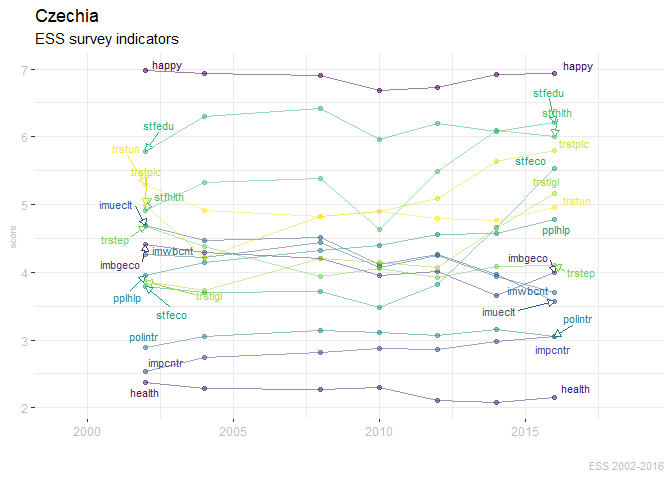 Czechia
ESS survey indicators
7
happy
happy
stfedu
6
stfedu
stfhlth
trstun
trstplc
trstplc
stfeco
trstlgl
5
imueclt
stfhlth
trstun
trstep
pplhlp
imwbcnt
imbgeco
imbgeco
4
trstep
pplhlp
trstlgl
imwbcnt
stfeco
imueclt
polintr
polintr
3
impcntr
impcntr
health
health
2
score
2000
2005
2010
2015
ESS 2002-2016